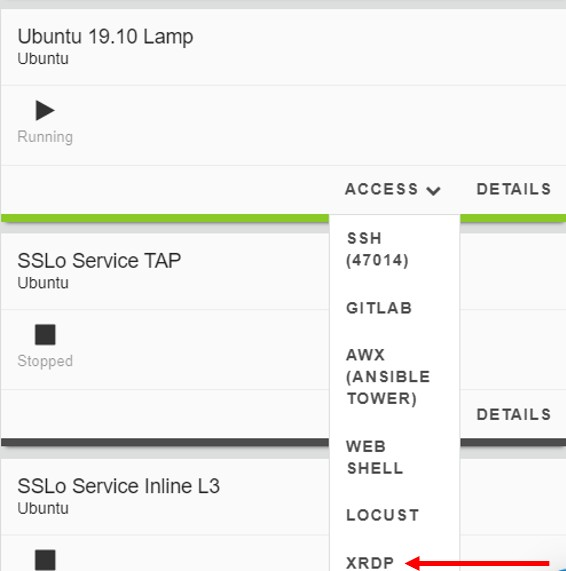 Ubuntu 19.10 Lamp
Ubuntu
Running
ACCESS DETAILS
SSH
(47014)
GITLAB
AWX
(ANSIBLE
TOWER)
WEB
SHELL
LOCUST
XRDP
SSLo Service TAP
Ubuntu
Stopped
DETAILS
SSLo Service Inline L3
Ubuntu